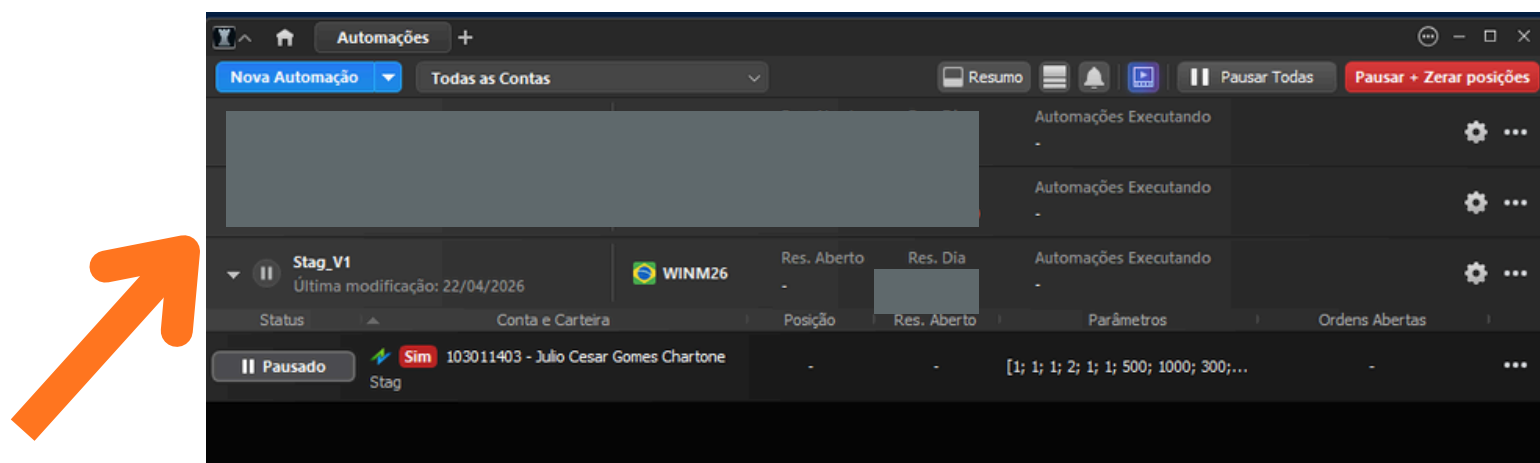 Automações +
Nova Automação Todas as Contas Resumo Pausar Todas Pausar + Zerar posições
Automações Executando
-
Automações Executando
-
Stag_V1 WINM26 Res. Aberto Res. Dia Automações Executando
Última modificação: 22/04/2026 - -
Status Conta e Carteira Posição Res. Aberto Parâmetros Ordens Abertas
Pausado Sim 103011403 - Julio Cesar Gomes Chartone - - [1; 1; 1; 2; 1; 1; 500; 1000; 300;... -
Stag